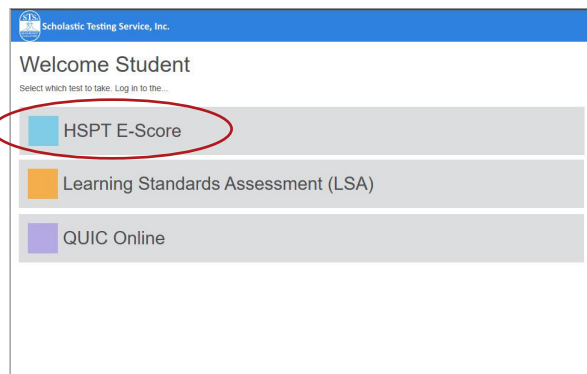 Scholastic Testing Service, Inc.
Welcome Student
Select which test to take. Log in to the...
HSPT E-Score
Learning Standards Assessment (LSA)
QUIC Online